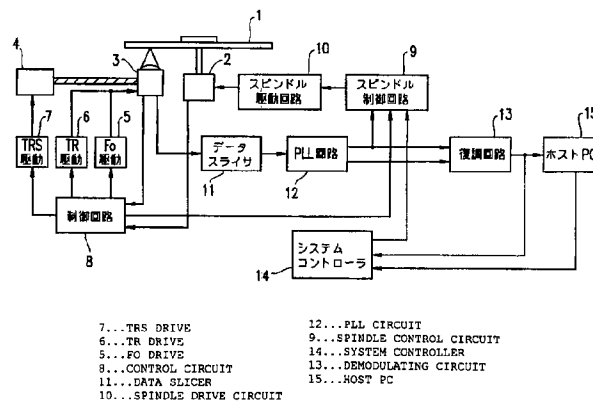 1
4
3
2
10
9
スピンドル
駆動回路
スピンドル
制御回路
7
6
5
TRS
駆動
TR
駆動
Fo
駆動
データ
スライサ
11
PLL回路
12
13
復調回路
15
ホストPC
制御回路
8
システム
コントローラ
14
7...TRS DRIVE
6...TR DRIVE
5...FO DRIVE
8...CONTROL CIRCUIT
11...DATA SLICER
10...SPINDLE DRIVE CIRCUIT
12...PLL CIRCUIT
9...SPINDLE CONTROL CIRCUIT
14...SYSTEM CONTROLLER
13...DEMODULATING CIRCUIT
15...HOST PC